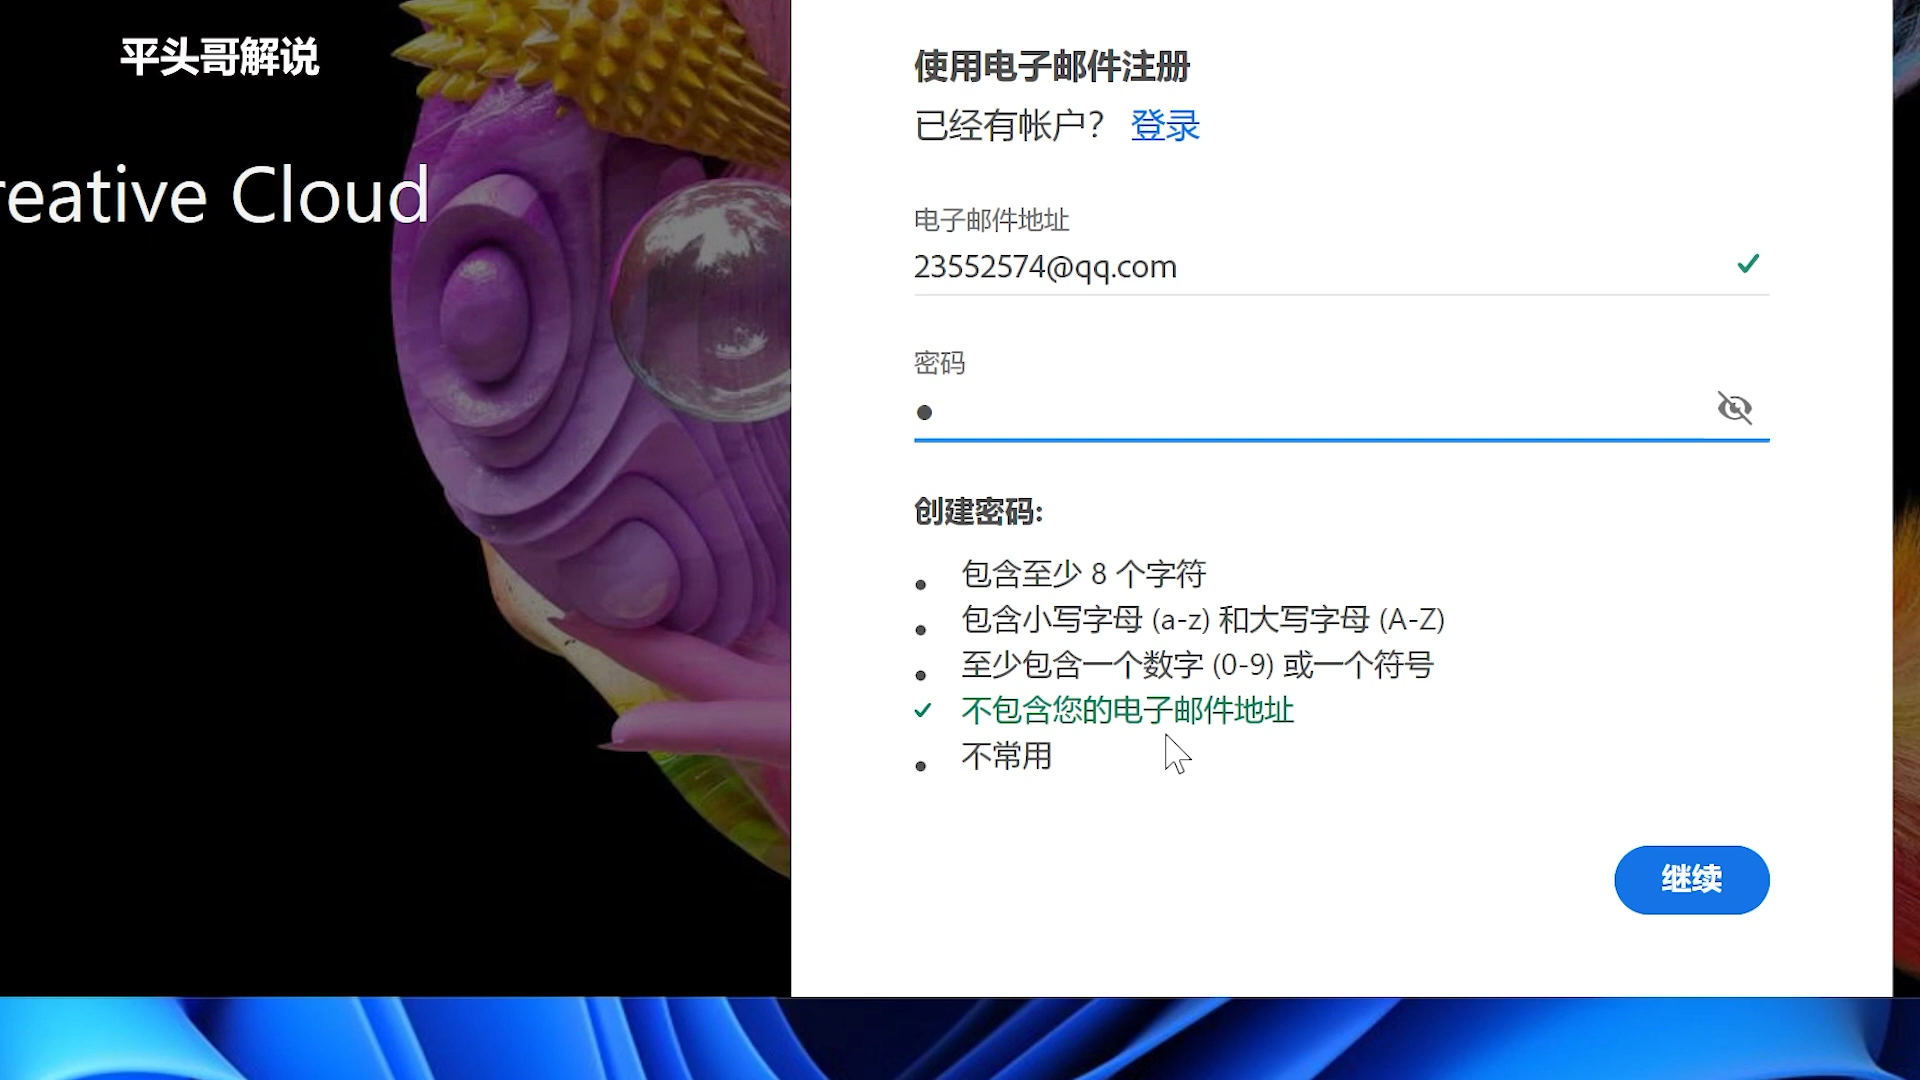 平头哥解说
reative Cloud
使用电子邮件注册
已经有帐户？ 登录
电子邮件地址
23552574@qq.com
密码
创建密码:
包含至少 8 个字符
包含小写字母 (a-z) 和大写字母 (A-Z)
至少包含一个数字 (0-9) 或一个符号
不包含您的电子邮件地址
不常用
继续